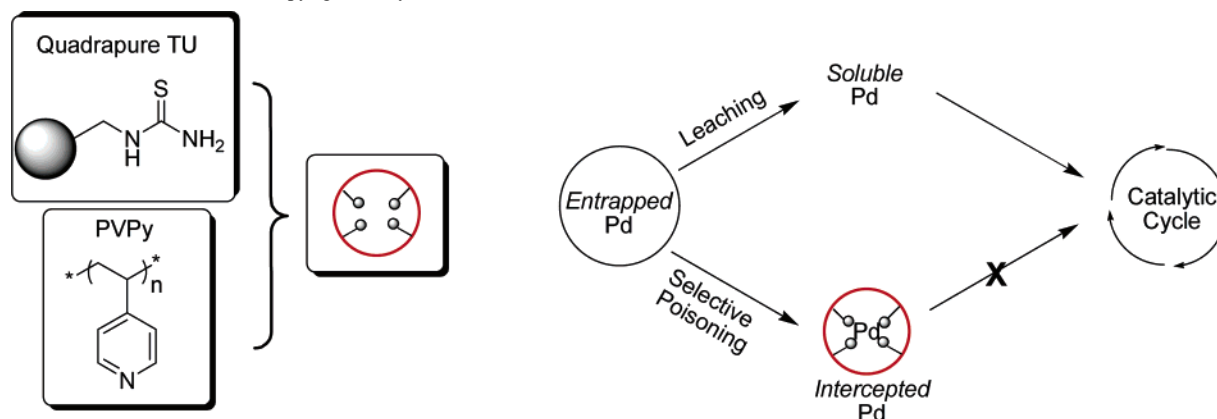 Quadrapure TU
S
N
H
NH2
PVPy
*
*
n
N
Entrapped
Pd
Leaching
Soluble
Pd
Selective
Poisoning
X
Pd
Intercepted
Pd
Catalytic
Cycle